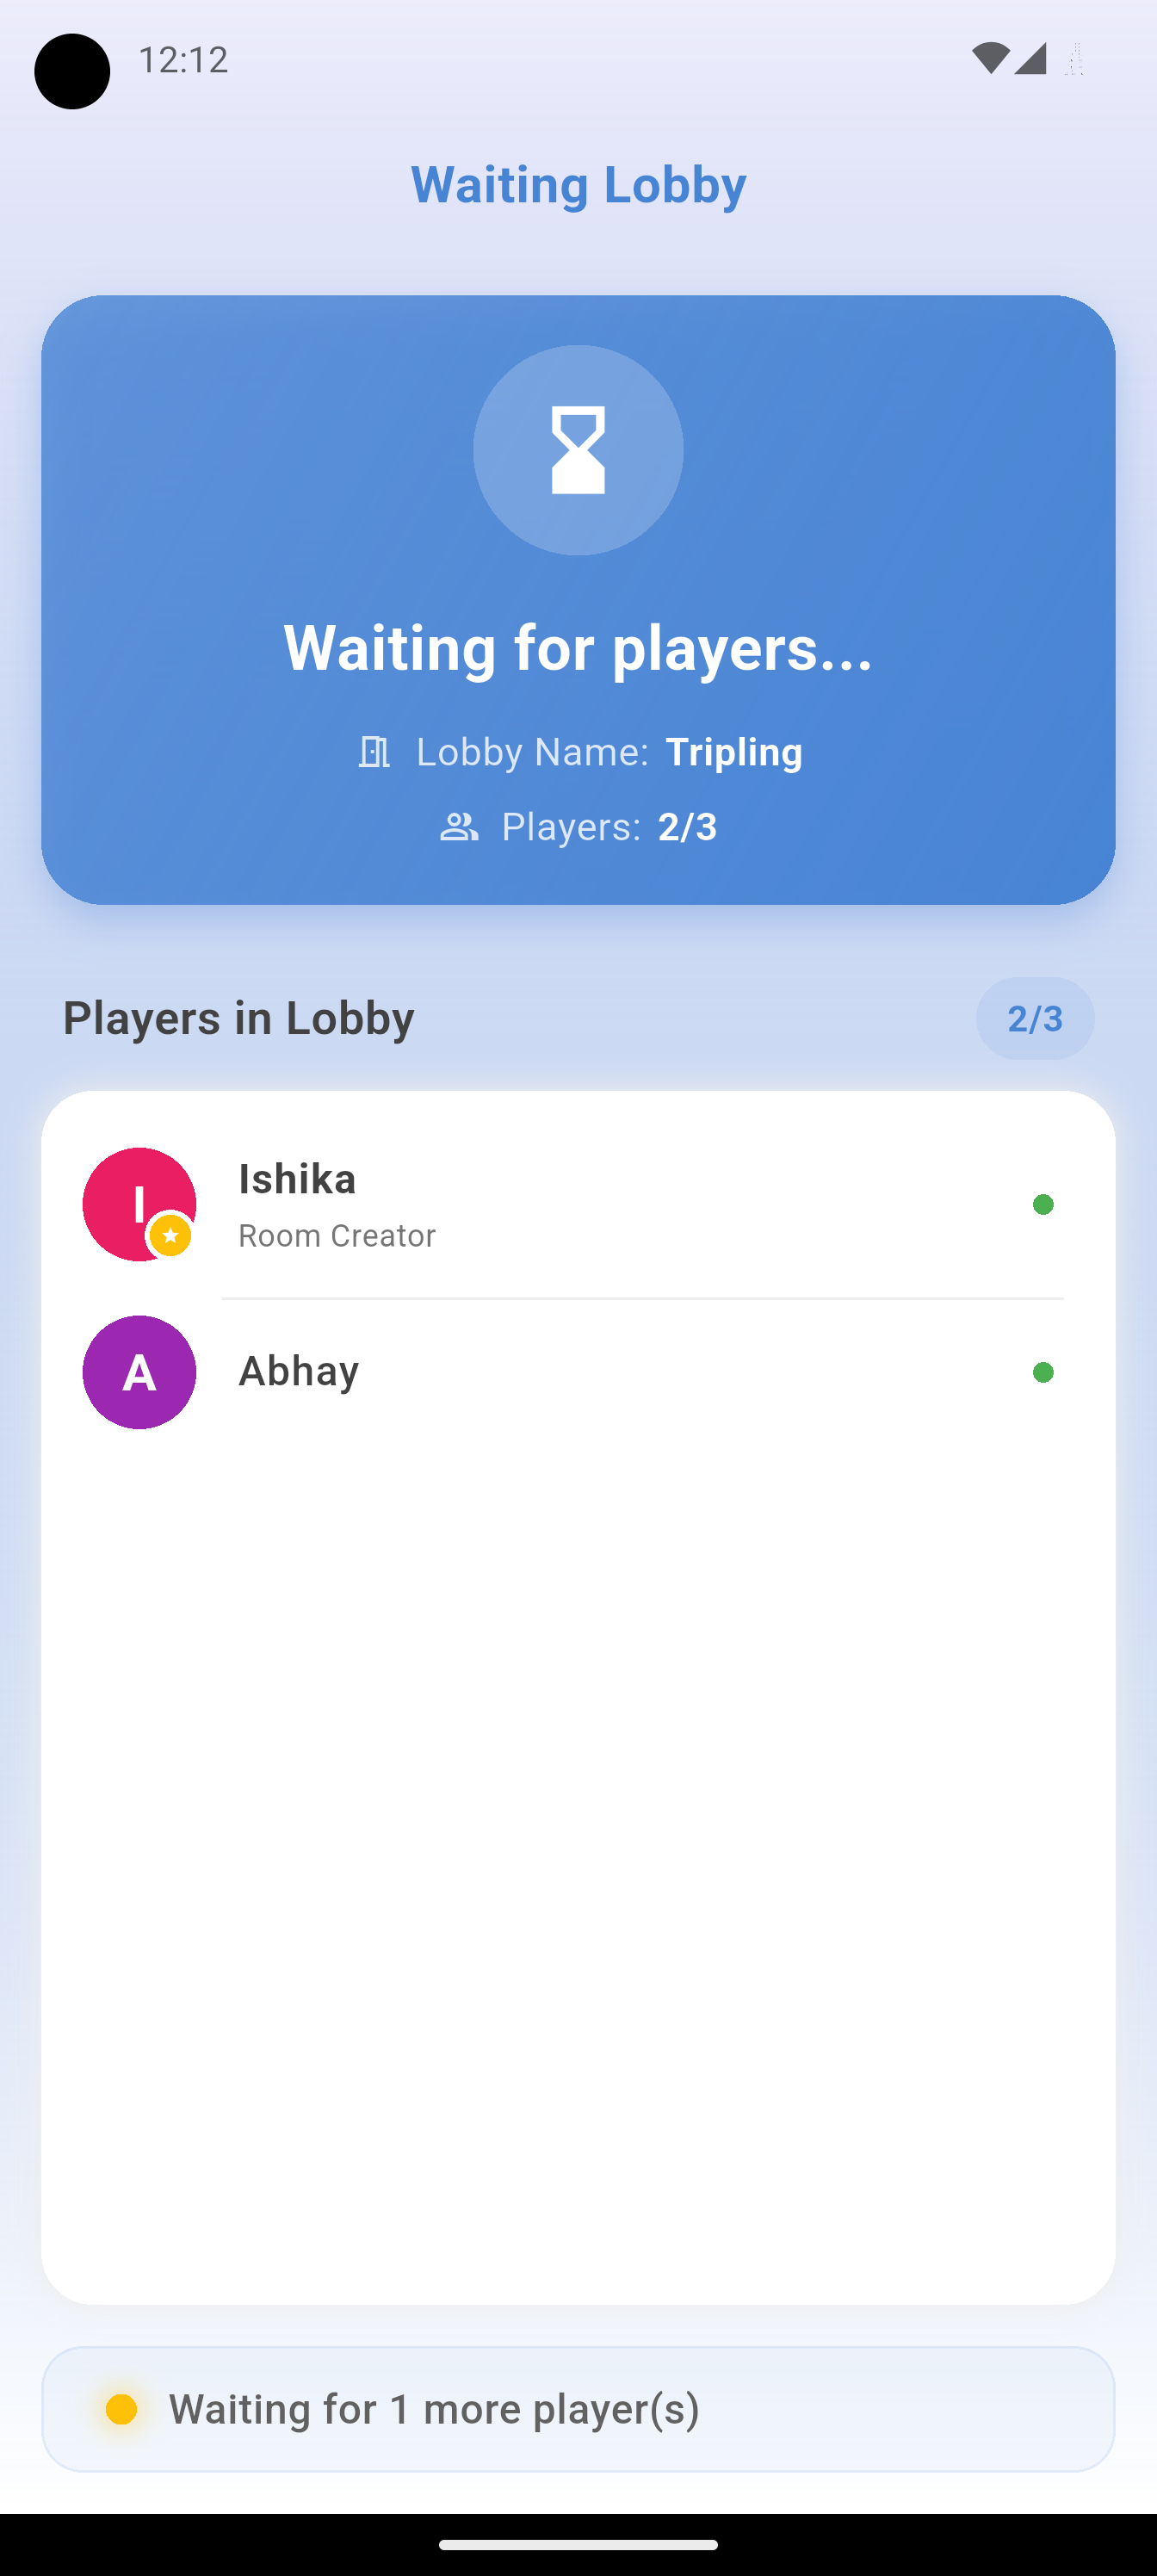 12:12
Waiting Lobby
Waiting for players...
Lobby Name: Tripling
Players: 2/3
Players in Lobby
2/3
I
Ishika
Room Creator
A
Abhay
Waiting for 1 more player(s)